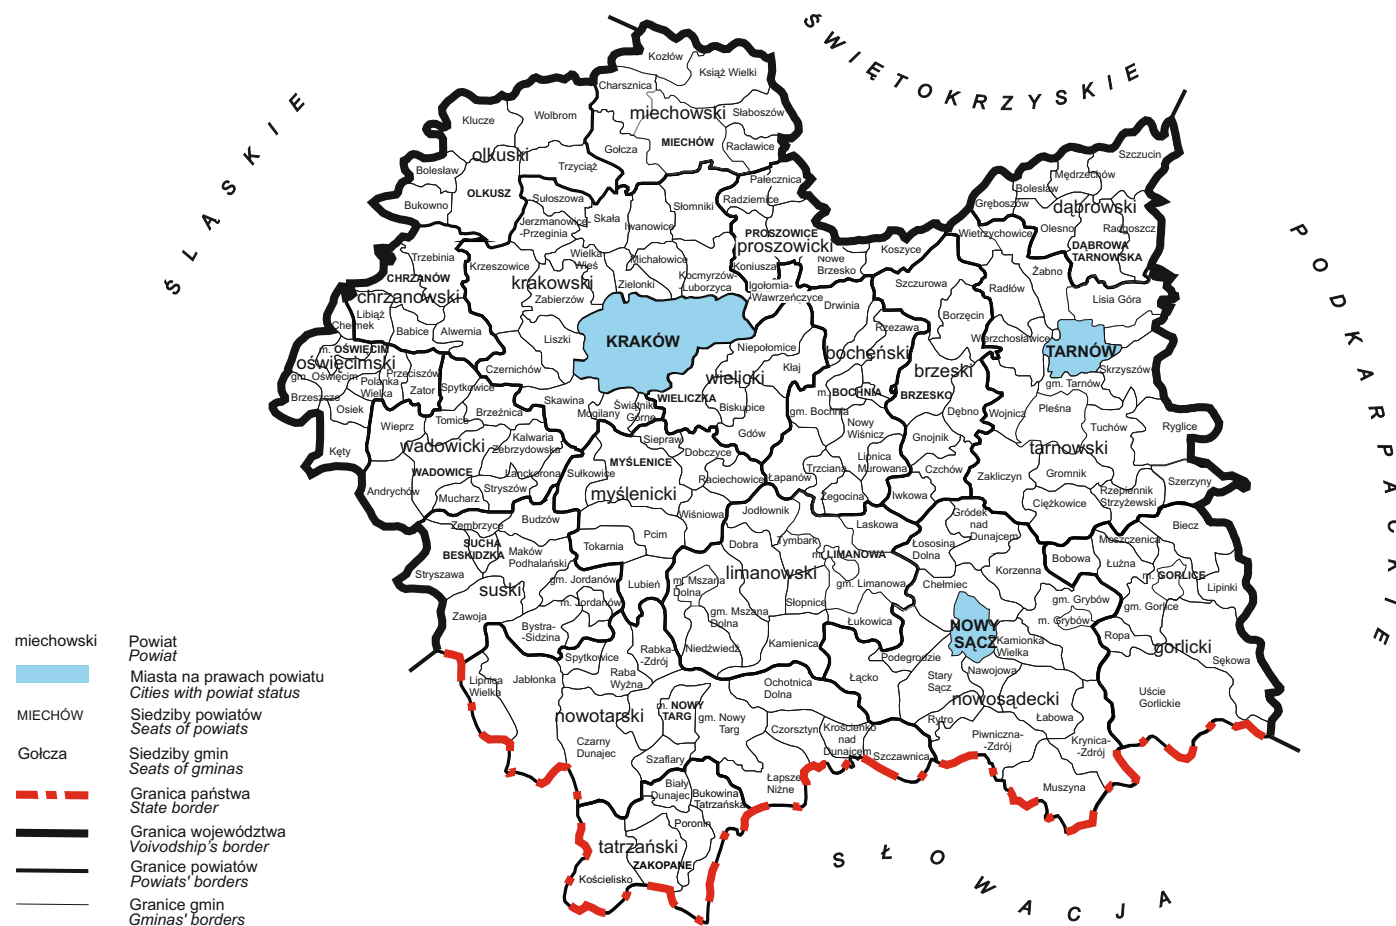 ŚLĄSKIE
ŚWIĘTOKRZYSKIE
PODKARPACKIE
SŁOWACJA
Kozłów
Książ Wielki
Charsznica
miechowski
Słaboszów
MIECHÓW
Racławice
Gołcza
Klucze
Wolbrom
olkuski
Trzyciąż
Bolesław
OLKUSZ
Bukowno
Sułoszowa
Jerzmanowice
-Przeginia
Skała
Iwanowice
Słomniki
Wielka
Wieś
Michałowice
Krzeszowice
krakowski
Zabierzów
Zielonki
Kocmyrzów-
Luborzyca
Igołomia-
-Wawrzeńczyce
Liszki
KRAKÓW
Czernichów
Skawina
Mogilany
Świątniki
Górne
Pałecznica
Radziemice
PROSZOWICE
proszowicki
Koniusza
Nowe
Brzesko
Koszyce
Trzebinia
CHRZANÓW
chrzanowski
Libiąż
Chełmek
Babice
Alwernia
m. OŚWIĘCIM
oświęcimski
gm. Oświęcim
Przeciszów
Polanka
Wielka
Zator
Brzeszcze
Osiek
Kęty
Spytkowice
Wieprz
Tomice
Brzeźnica
wadowicki
Kalwaria
Zebrzydowska
WADOWICE
Lanckorona
Andrychów
Mucharz
Stryszów
Niepołomice
Kłaj
wielicki
WIELICZKA
Biskupice
Gdów
Drwinia
Rzezawa
bocheński
m. BOCHNIA
gm. Bochnia
Nowy
Wiśnicz
Lipnica
Murowana
Trzciana
Łapanów
Żegocina
Szczurowa
Borzęcin
brzeski
BRZESKO
Dębno
Gnojnik
Czchów
Iwkowa
Szczucin
Mędrzechów
Bolesław
Gręboszów
dąbrowski
Olesno
Radgoszcz
DĄBROWA
TARNOWSKA
Wietrzychowice
Żabno
Radłów
Lisia Góra
Wierzchosławice
TARNÓW
Skrzyszów
gm. Tarnów
Wojnicz
Pleśna
Tuchów
Ryglice
tarnowski
Zakliczyn
Gromnik
Szerzyny
Ciężkowice
Rzepiennik
Strzyżewski
Siepraw
Dobczyce
MYŚLENICE
Sułkowice
Raciechowice
myślenicki
Wiśniowa
Pcim
Tokarnia
Lubień
Zembrzyce
Budzów
SUCHA
BESKIDZKA
Maków
Podhalański
Stryszawa
suski
gm. Jordanów
m. Jordanów
Zawoja
Bystra-
-Sidzina
Jodłownik
Laskowa
Dobra
Tymbark
m. LIMANOWA
limanowski
m. Mszana
Dolna
gm. Limanowa
gm. Mszana
Dolna
Słopnice
Łukowica
Niedźwiedź
Kamienica
Gródek
nad
Dunajcem
Łososina
Dolna
Chełmiec
Korzenna
gm. Grybów
m. Grybów
NOWY
SĄCZ
Kamionka
Wielka
Podegrodzie
Łącko
Stary
Sącz
Nawojowa
nowosądecki
Rytro
Łabowa
Piwniczna-
-Zdrój
Krynica-
-Zdrój
Muszyna
Biecz
Moszczenica
Bobowa
Łużna
m. GORLICE
Lipinki
gm. Gorlice
Ropa
gorlicki
Sękowa
Uście
Gorlickie
Spytkowice
Rabka-
-Zdrój
Raba
Wyżna
Lipnica
Wielka
Jabłonka
nowotarski
m. NOWY
TARG
gm. Nowy
Targ
Ochotnica
Dolna
Czorsztyn
Krościenko
nad
Dunajcem
Szczawnica
Czarny
Dunajec
Szaflary
Łapsze
Niżne
Biały
Dunajec
Bukowina
Tatrzańska
Poronin
tatrzański
ZAKOPANE
Kościelisko
miechowski
Powiat
Powiat
Miasta na prawach powiatu
Cities with powiat status
MIECHÓW
Siedziby powiatów
Seats of powiats
Gołcza
Siedziby gmin
Seats of gminas
Granica państwa
State border
Granica województwa
Voivodship's border
Granice powiatów
Powiats' borders
Granice gmin
Gminas' borders